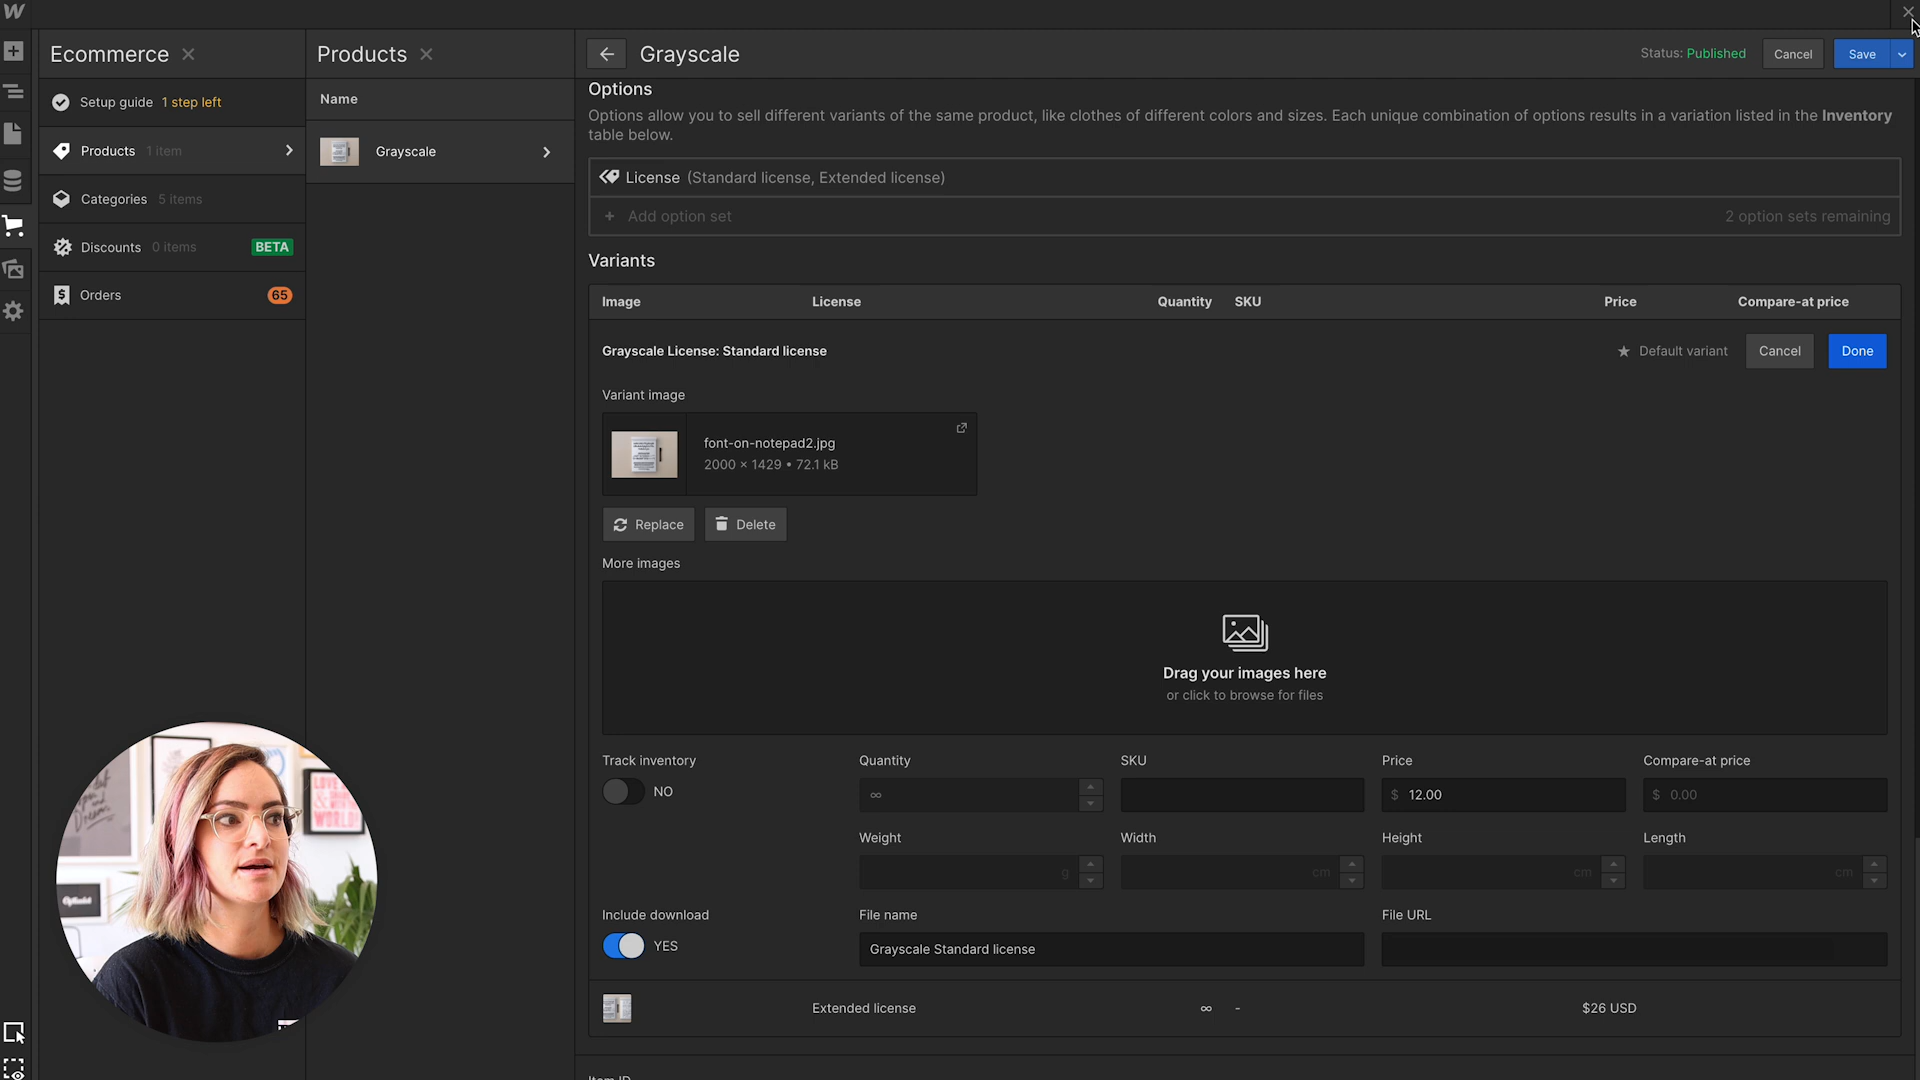 W
Ecommerce
Products
Grayscale
Status: Published
Cancel
Save
Setup guide 1 step left
Products 1 item
Categories 5 items
Discounts 0 items
BETA
Orders
65
Name
Grayscale
Options
Options allow you to sell different variants of the same product, like clothes of different colors and sizes. Each unique combination of options results in a variation listed in the Inventory
table below.
License (Standard license, Extended license)
+ Add option set
2 option sets remaining
Variants
Image License Quantity SKU Price Compare-at price
Grayscale License: Standard license
Default variant
Cancel
Done
Variant image
font-on-notepad2.jpg
2000 × 1429 • 72.1 kB
Replace
Delete
More images
Drag your images here
or click to browse for files
Track inventory Quantity SKU Price Compare-at price
NO ∞ $ 12.00 $ 0.00
Weight Width Height Length
g cm cm cm
Include download File name File URL
YES Grayscale Standard license
Extended license ∞ - $26 USD